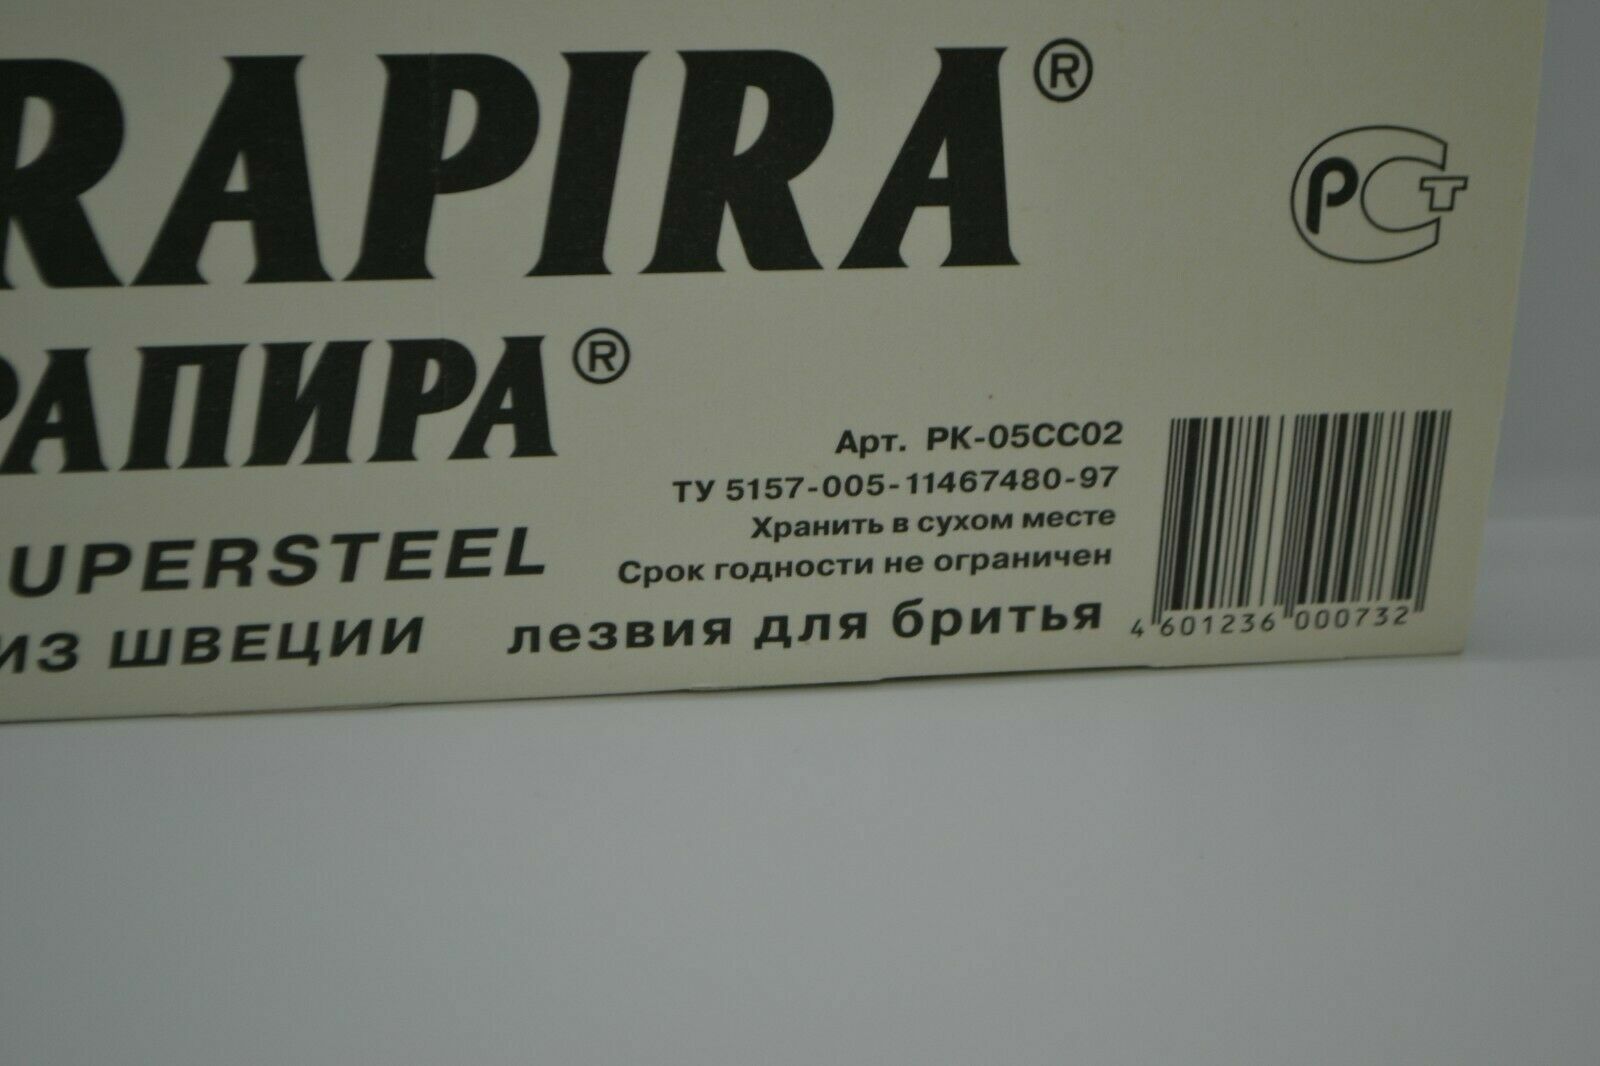 RAPIRA®
РАПИРА®
UPERSTEEL
ИЗ ШВЕЦИИ
Арт. РК-05СС02
ТУ 5157-005-11467480-97
Хранить в сухом месте
Срок годности не ограничен
лезвия для бритья
РСТ
4 601236 000732